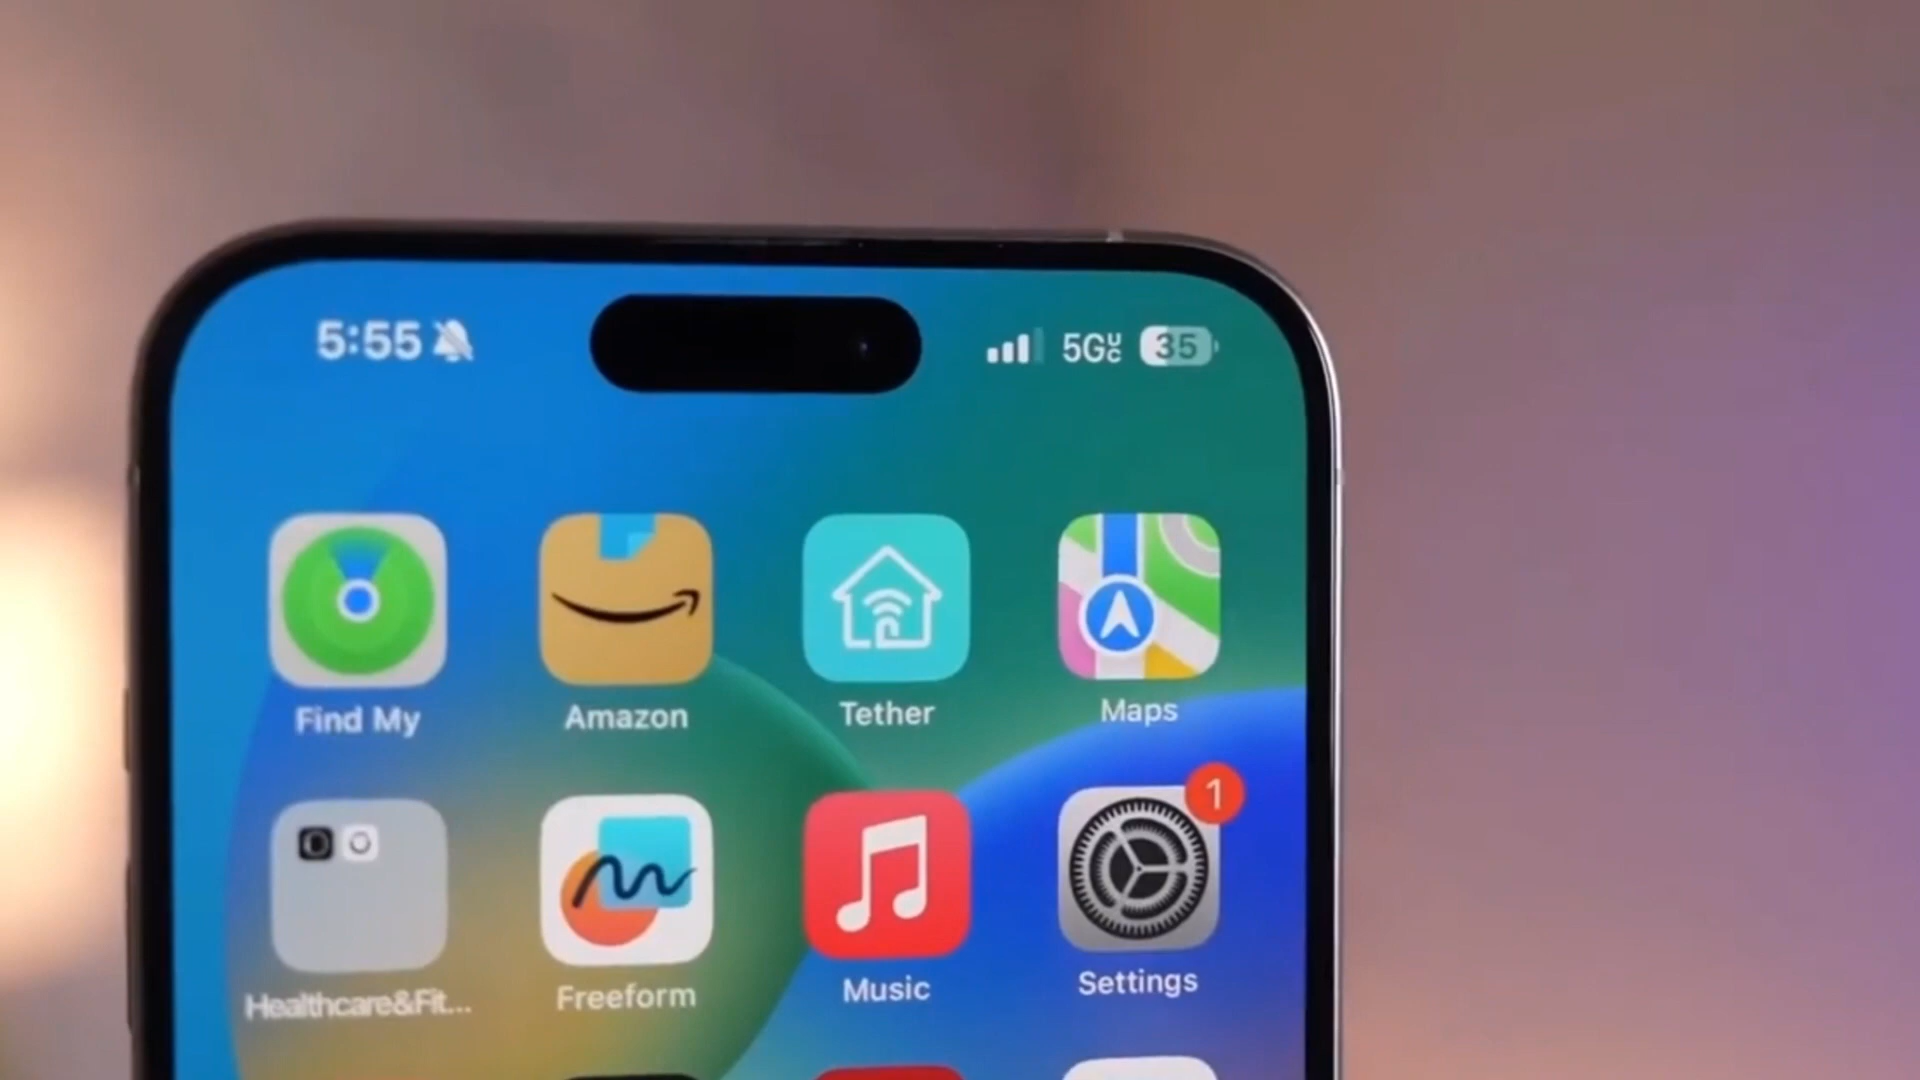 5:55
5G UC 35
Find My Amazon Tether Maps
1
Healthcare&Fit... Freeform Music Settings